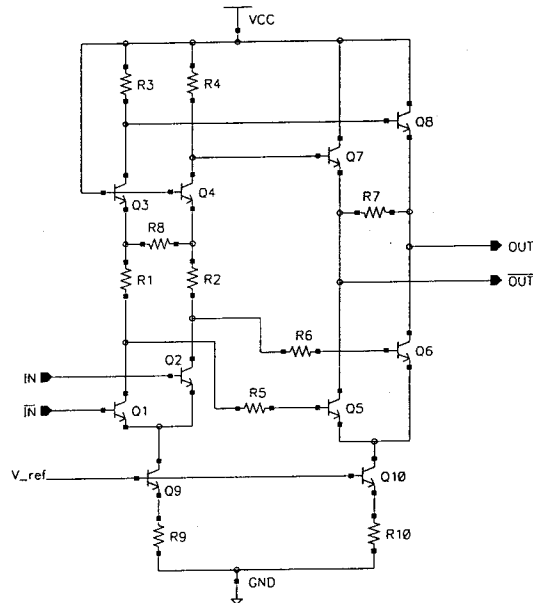 VCC
R3
R4
Q8
Q7
Q3
Q4
R7
R8
OUT
R1
R2
OUT
R6
Q2
Q6
IN
R5
IN
Q1
Q5
V_ref
Q9
Q10
R9
R10
GND